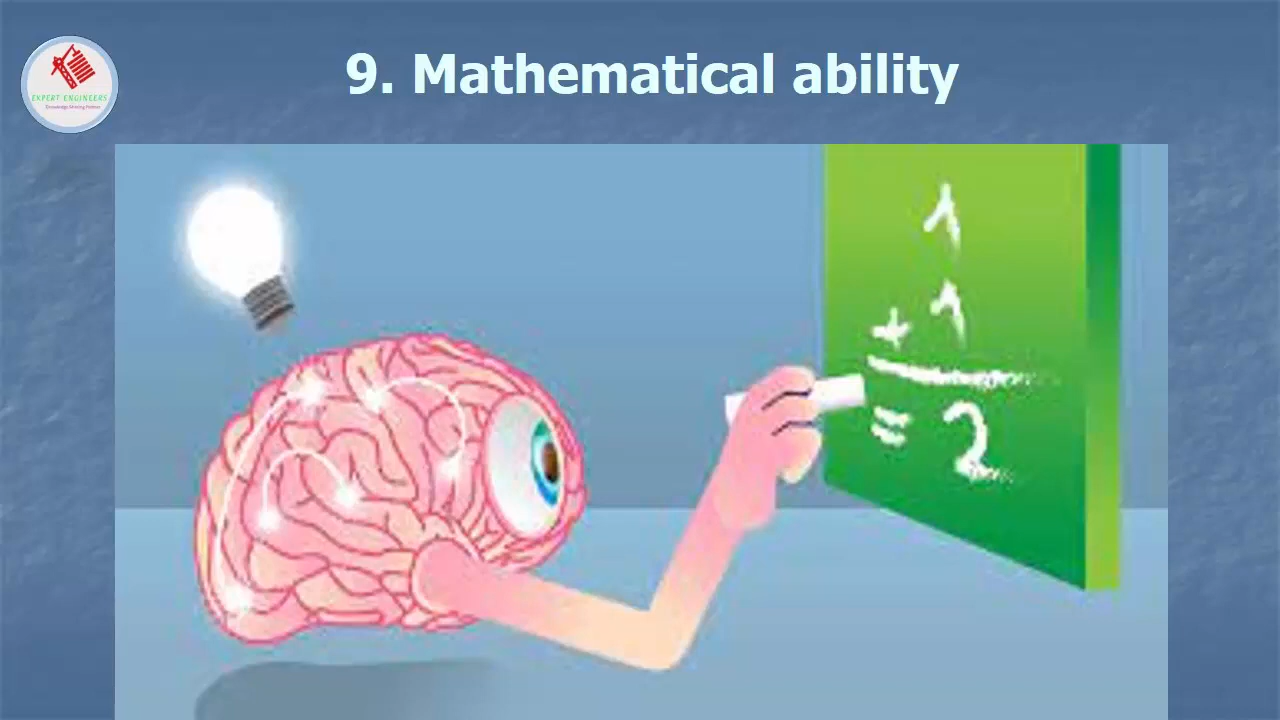 9. Mathematical ability
EXPERT ENGINEERS
1
+ 1
= 2